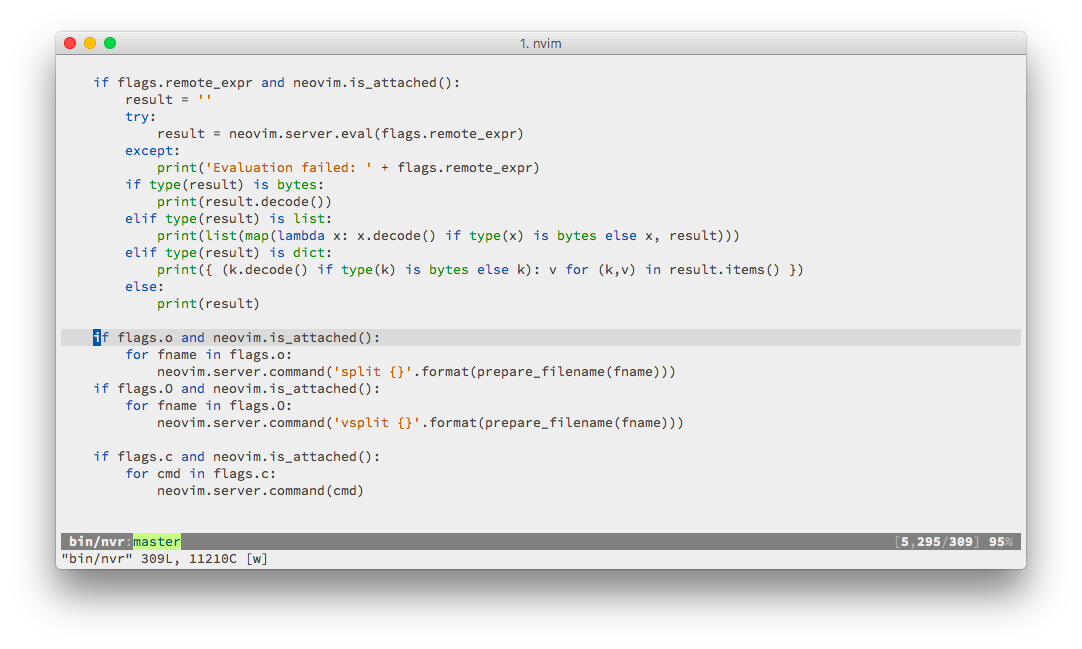 1. nvim
    if flags.remote_expr and neovim.is_attached():
        result = ''
        try:
            result = neovim.server.eval(flags.remote_expr)
        except:
            print('Evaluation failed: ' + flags.remote_expr)
        if type(result) is bytes:
            print(result.decode())
        elif type(result) is list:
            print(list(map(lambda x: x.decode() if type(x) is bytes else x, result)))
        elif type(result) is dict:
            print({ (k.decode() if type(k) is bytes else k): v for (k,v) in result.items() })
        else:
            print(result)
    if flags.o and neovim.is_attached():
        for fname in flags.o:
            neovim.server.command('split {}'.format(prepare_filename(fname)))
    if flags.O and neovim.is_attached():
        for fname in flags.O:
            neovim.server.command('vsplit {}'.format(prepare_filename(fname)))
    if flags.c and neovim.is_attached():
        for cmd in flags.c:
            neovim.server.command(cmd)
bin/nvr:master [5,295/309] 95%
"bin/nvr" 309L, 11210C [w]